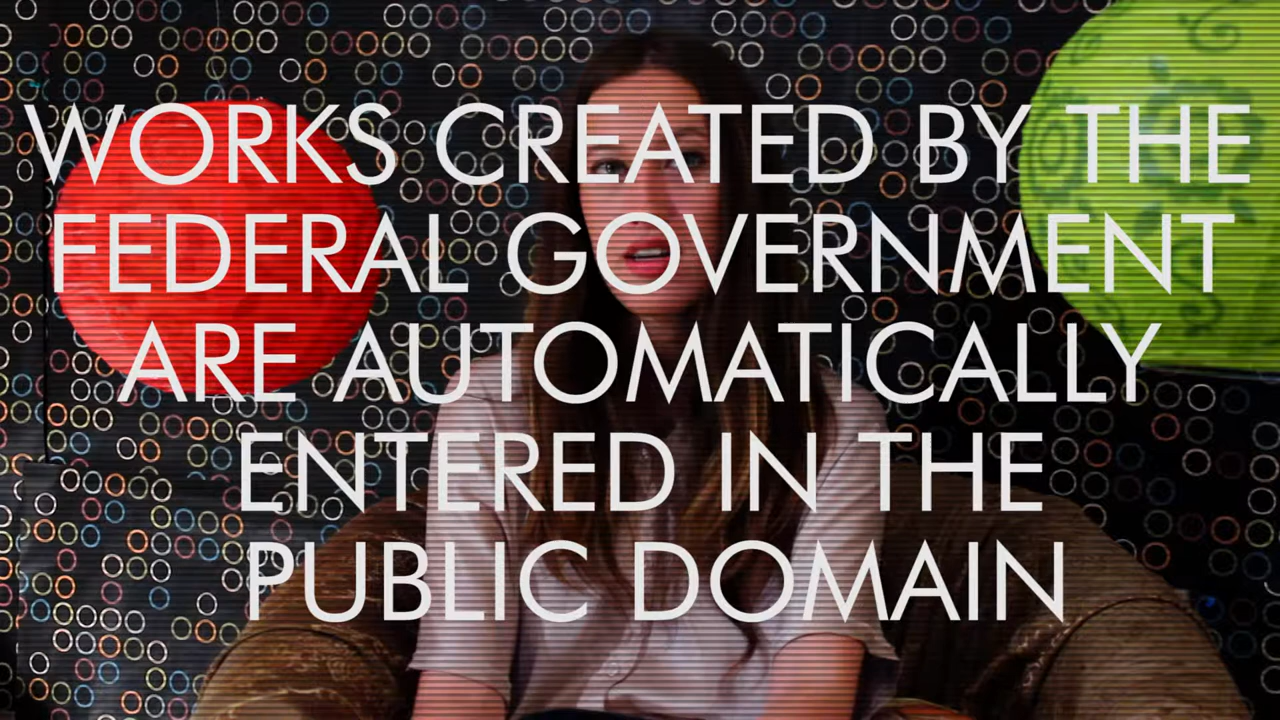 WORKS CREATED BY THE
FEDERAL GOVERNMENT
ARE AUTOMATICALLY
ENTERED IN THE
PUBLIC DOMAIN